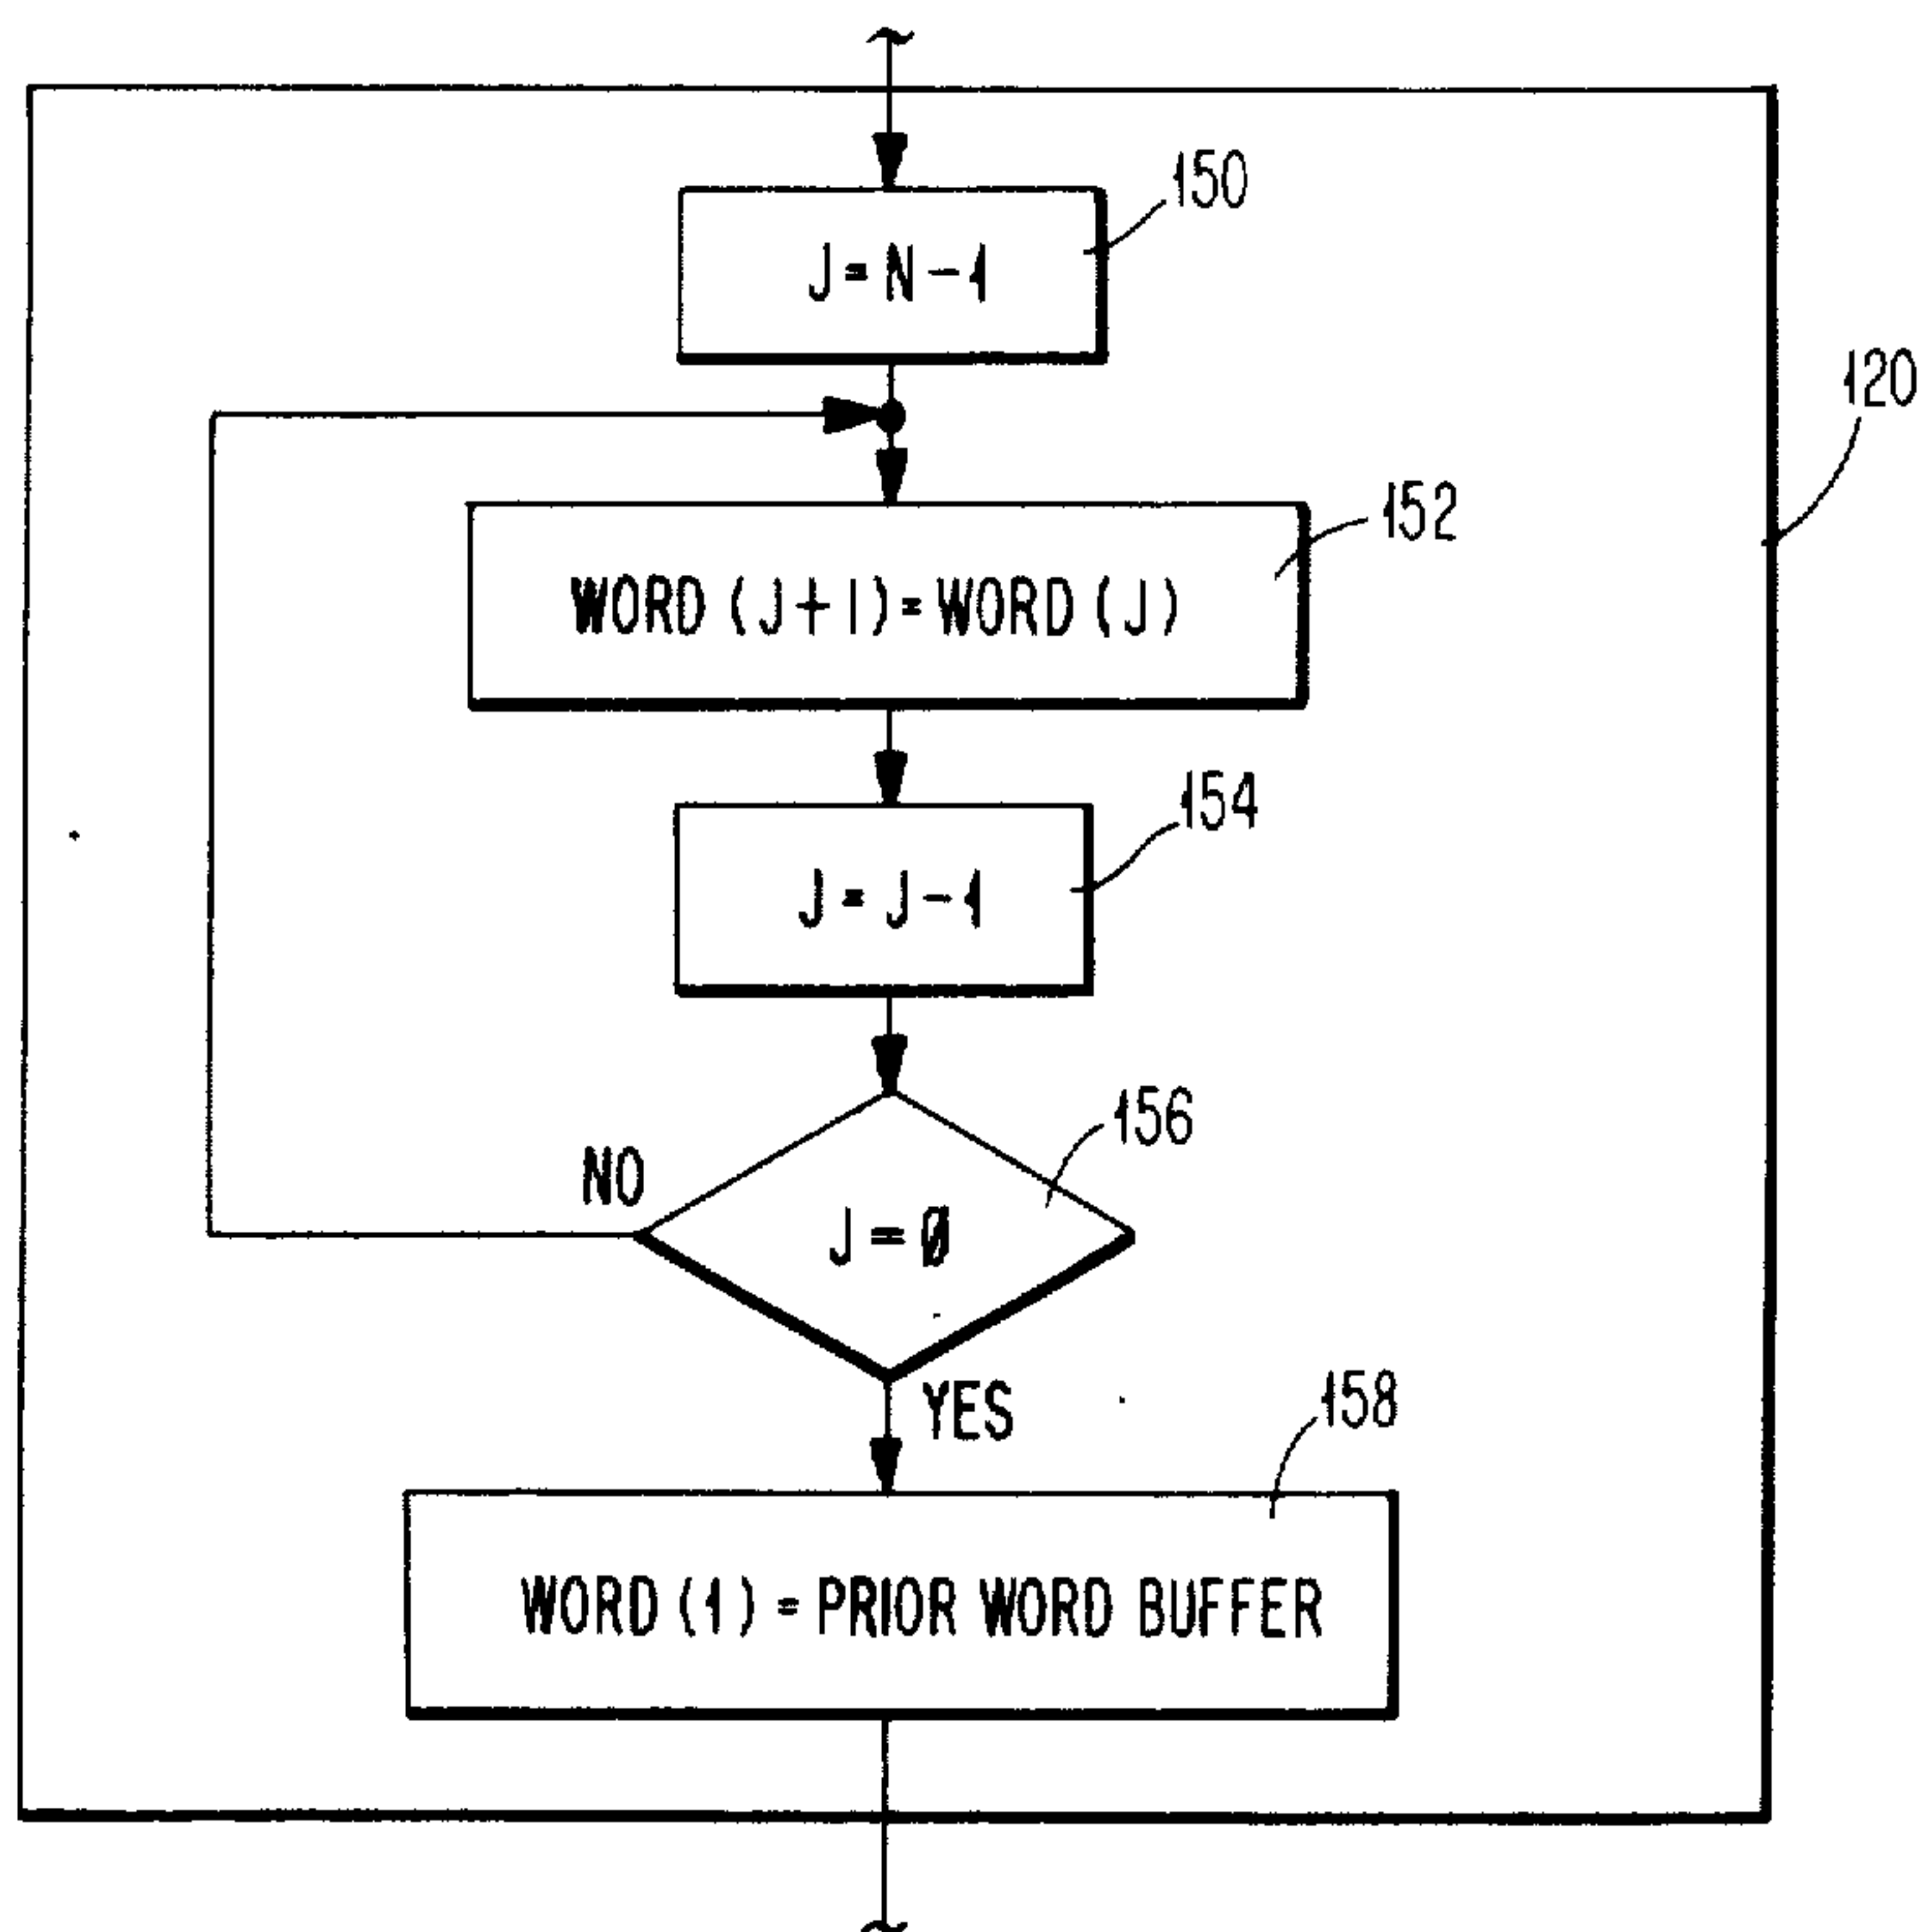 150
J=N-1
120
152
WORD (J+1)=WORD (J)
154
J=J-1
156
NO
J=Ø
YES
158
WORD (1) = PRIOR WORD BUFFER